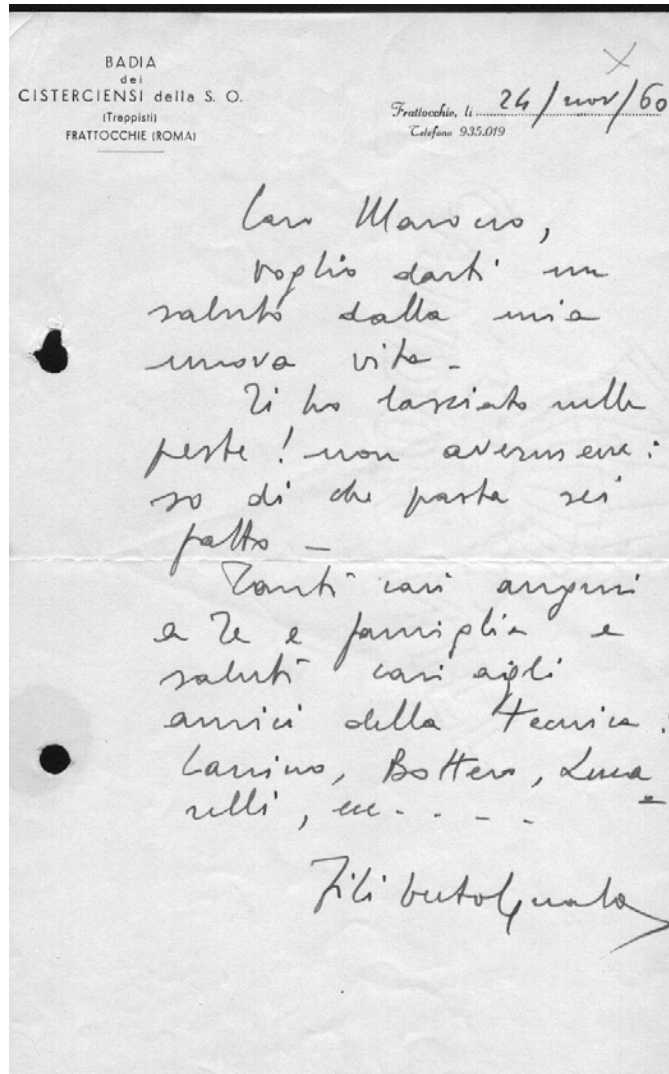 BADIA
dei
CISTERCIENSI della S. O.
(Trappisti)
FRATTOCCHIE (ROMA)
Frattocchie, li 24/nov/60
Telefono 935.019
Caro
voglio darti un
saluto dalla mia
nuova vita -
Ti ho lasciato nelle
peste! non avermene:
so di che pasta sei
fatto -
Tanti cari auguri
a Te e famiglia e
saluti cari agli
amici della Tecnica.
Bottero, Luca
relli, ecc- . - -
Filiberto Guala